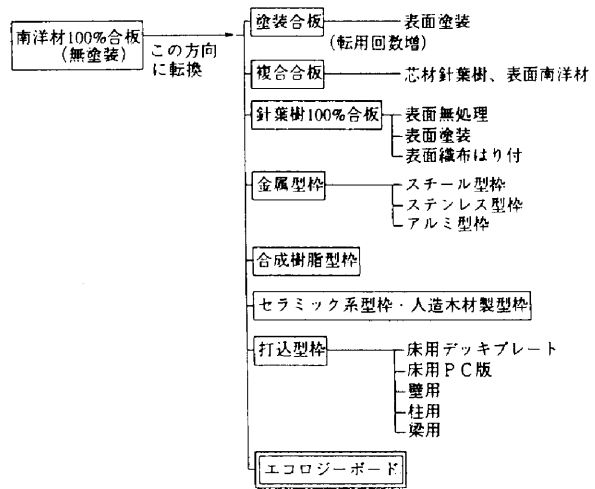 南洋材100%合板
(無塗装)
この方向
に転換
塗装合板
表面塗装
(転用回数増)
複合合板
芯材針葉樹、表面南洋材
針葉樹100%合板
表面無処理
表面塗装
表面織布はり付
金属型枠
スチール型枠
ステンレス型枠
アルミ型枠
合成樹脂型枠
セラミック系型枠・人造木材製型枠
打込型枠
床用デッキプレート
床用PC版
壁用
柱用
梁用
エコロジーボード